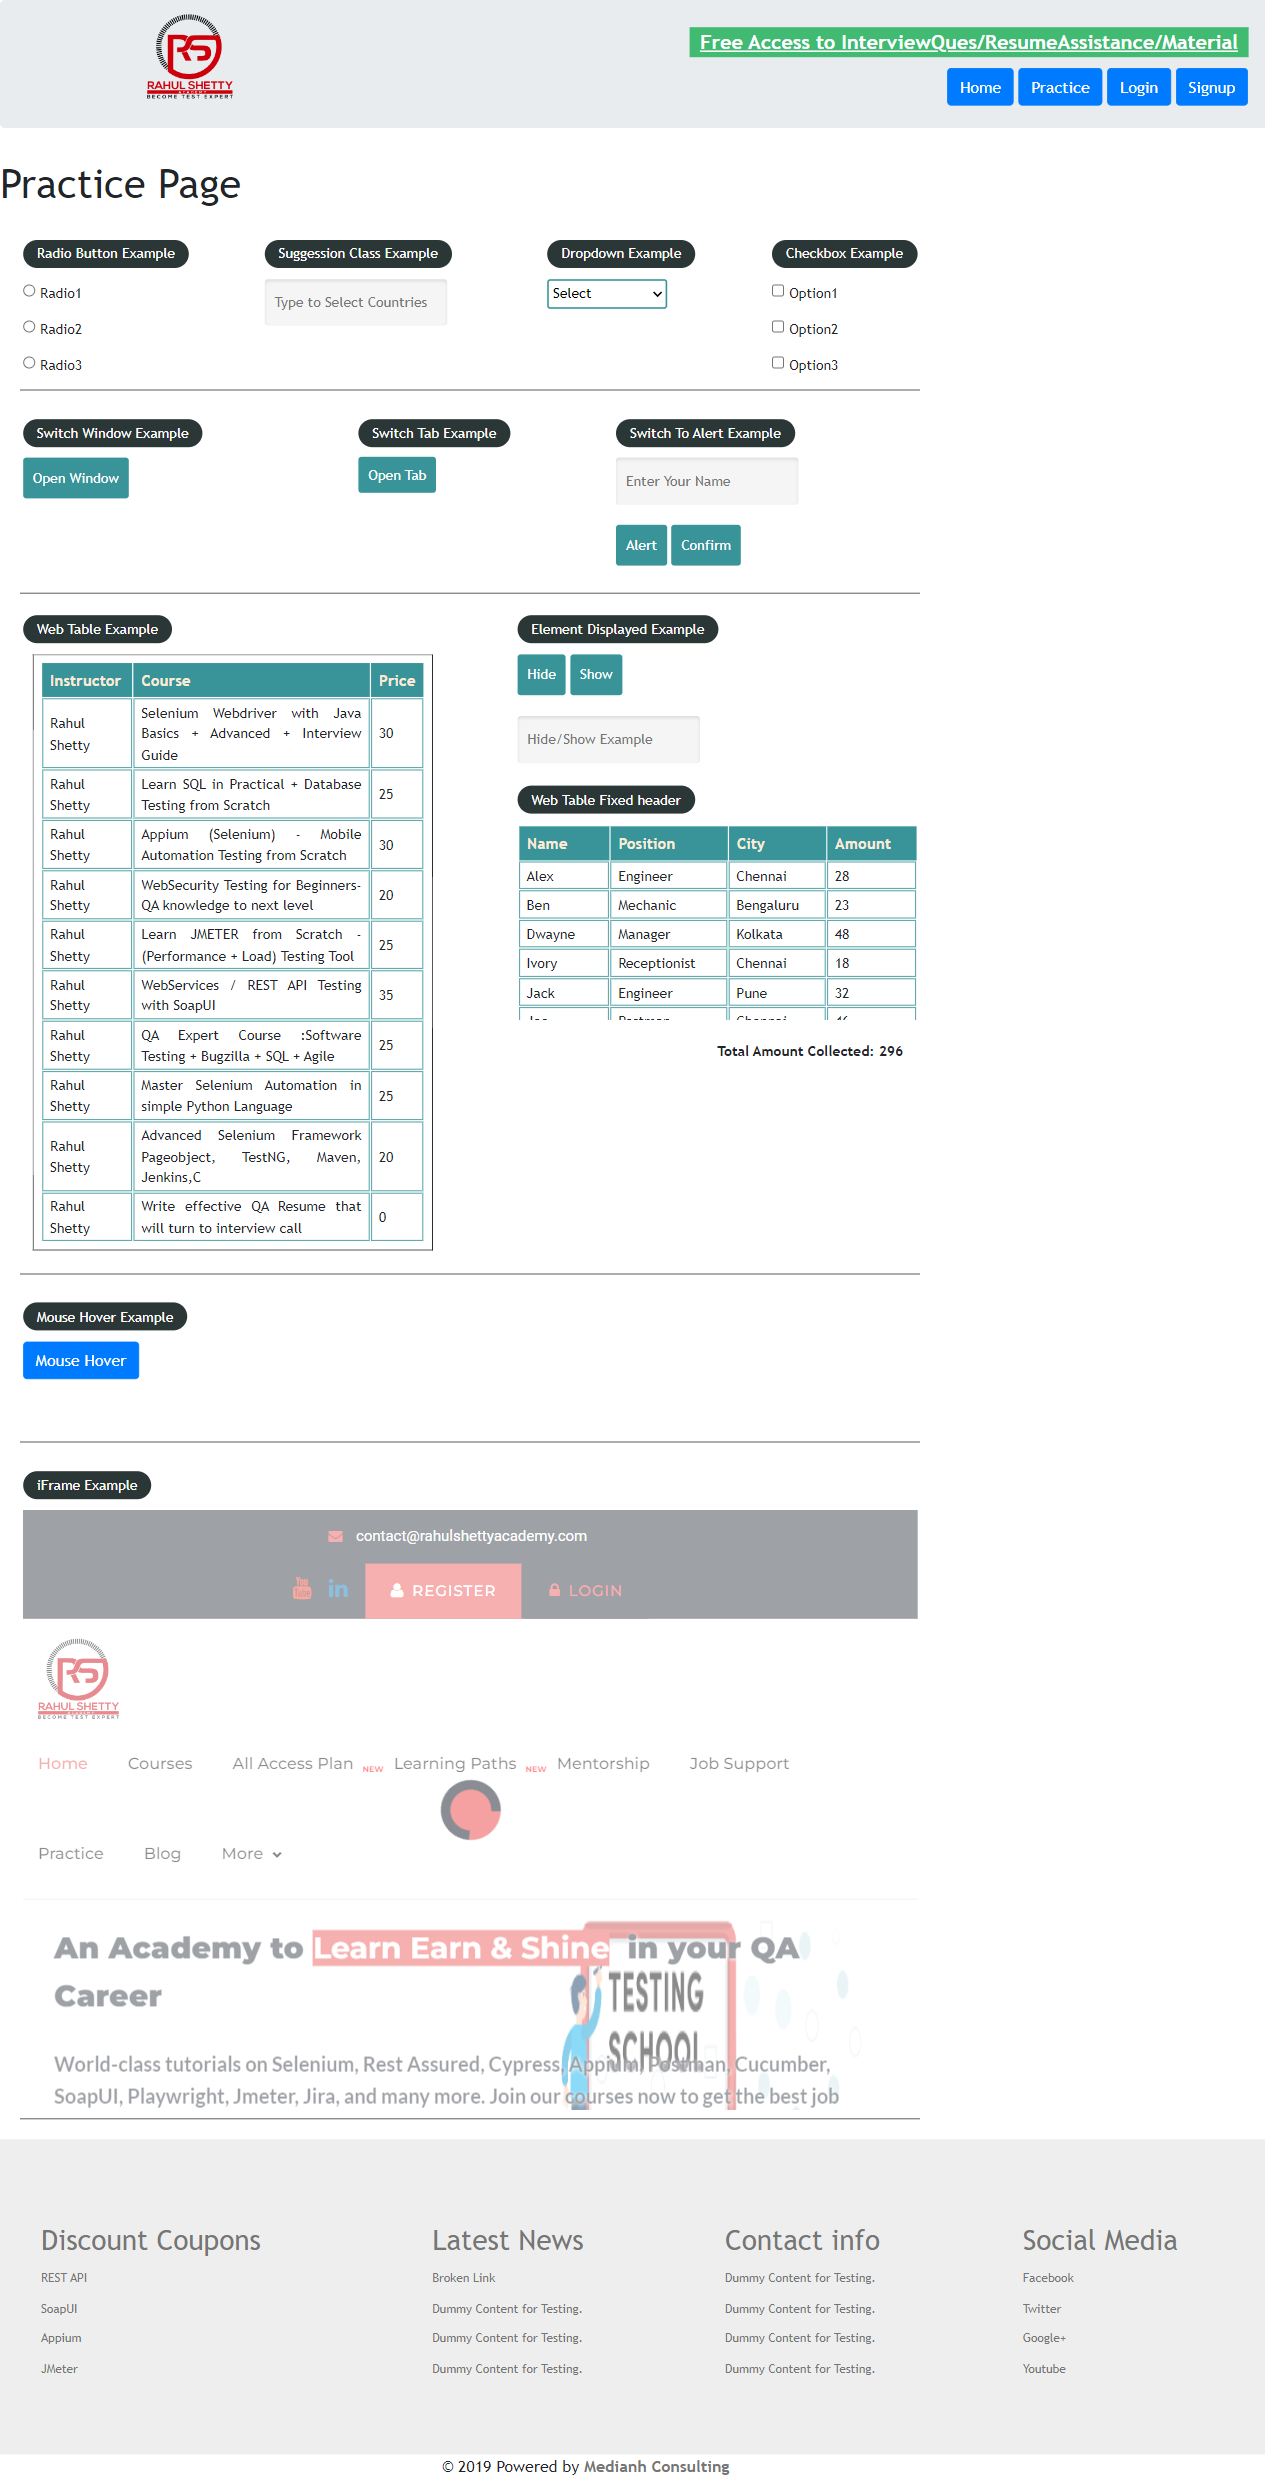 RAHUL SHETTY
ACADEMY
BECOME TEST EXPERT
Free Access to InterviewQues/ResumeAssistance/Material
Home Practice Login Signup
Practice Page
Radio Button Example
Radio1
Radio2
Radio3
Suggession Class Example
Type to Select Countries
Dropdown Example
Select
Checkbox Example
Option1
Option2
Option3
Switch Window Example
Open Window
Switch Tab Example
Open Tab
Switch To Alert Example
Enter Your Name
Alert Confirm
Web Table Example
Instructor Course Price
Rahul Shetty Selenium Webdriver with Java Basics + Advanced + Interview Guide 30
Rahul Shetty Learn SQL in Practical + Database Testing from Scratch 25
Rahul Shetty Appium (Selenium) - Mobile Automation Testing from Scratch 30
Rahul Shetty WebSecurity Testing for Beginners-QA knowledge to next level 20
Rahul Shetty Learn JMETER from Scratch - (Performance + Load) Testing Tool 25
Rahul Shetty WebServices / REST API Testing with SoapUI 35
Rahul Shetty QA Expert Course :Software Testing + Bugzilla + SQL + Agile 25
Rahul Shetty Master Selenium Automation in simple Python Language 25
Rahul Shetty Advanced Selenium Framework Pageobject, TestNG, Maven, Jenkins,C 20
Rahul Shetty Write effective QA Resume that will turn to interview call 0
Element Displayed Example
Hide Show
Hide/Show Example
Web Table Fixed header
Name Position City Amount
Alex Engineer Chennai 28
Ben Mechanic Bengaluru 23
Dwayne Manager Kolkata 48
Ivory Receptionist Chennai 18
Jack Engineer Pune 32
Total Amount Collected: 296
Mouse Hover Example
Mouse Hover
iFrame Example
contact@rahulshettyacademy.com
You Tube in REGISTER LOGIN
RAHUL SHETTY
ACADEMY
BECOME TEST EXPERT
Home Courses All Access Plan NEW Learning Paths NEW Mentorship Job Support
Practice Blog More
An Academy to Learn Earn & Shine in your QA
Career
TESTING
SCHOOL
World-class tutorials on Selenium, Rest Assured, Cypress, Appium, Postman, Cucumber,
SoapUI, Playwright, Jmeter, Jira, and many more. Join our courses now to get the best job
Discount Coupons
REST API
SoapUI
Appium
JMeter
Latest News
Broken Link
Dummy Content for Testing.
Dummy Content for Testing.
Dummy Content for Testing.
Contact info
Dummy Content for Testing.
Dummy Content for Testing.
Dummy Content for Testing.
Dummy Content for Testing.
Social Media
Facebook
Twitter
Google+
Youtube
© 2019 Powered by Medianh Consulting